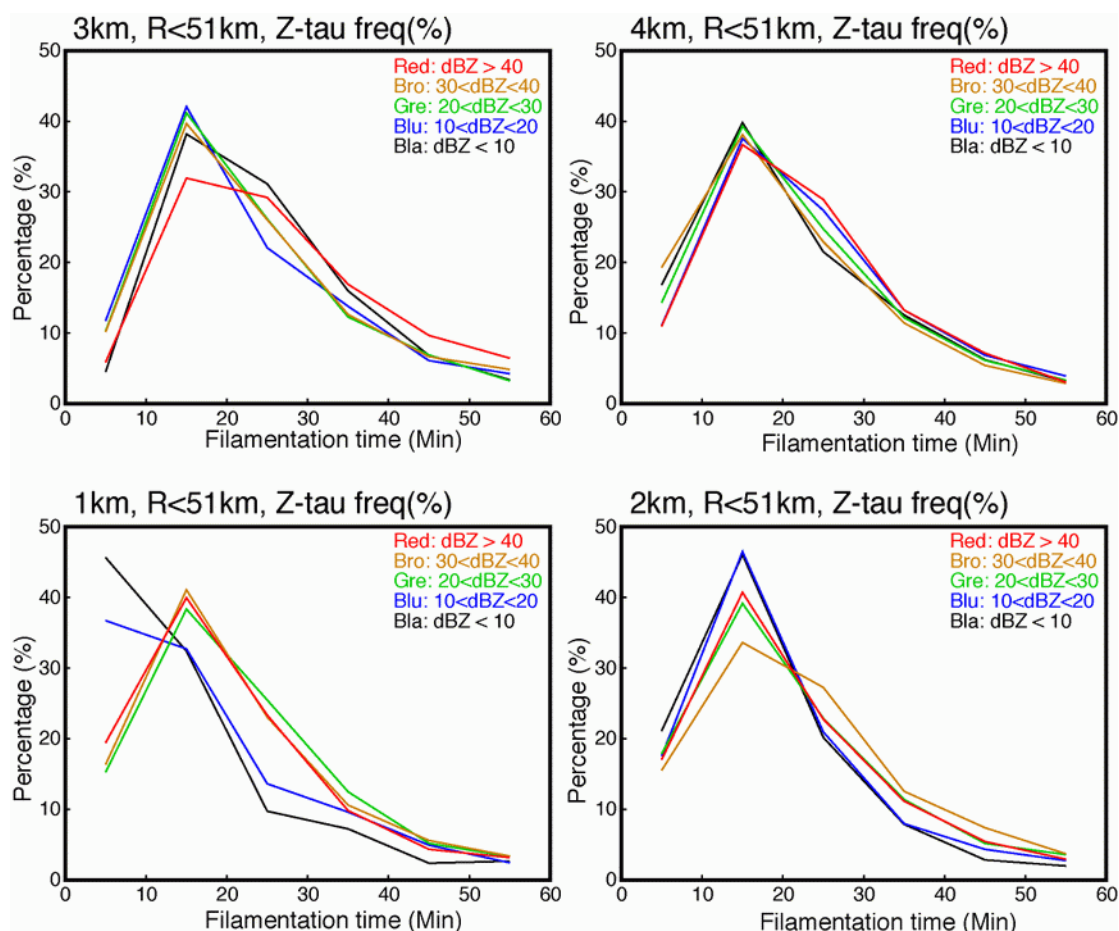 3km, R<51km, Z-tau freq(%)
50
40
30
20
10
0
Percentage (%)
Red: dBZ > 40
Bro: 30<dBZ<40
Gre: 20<dBZ<30
Blu: 10<dBZ<20
Bla: dBZ < 10
0 10 20 30 40 50 60
Filamentation time (Min)
4km, R<51km, Z-tau freq(%)
50
40
30
20
10
0
Percentage (%)
Red: dBZ > 40
Bro: 30<dBZ<40
Gre: 20<dBZ<30
Blu: 10<dBZ<20
Bla: dBZ < 10
0 10 20 30 40 50 60
Filamentation time (Min)
1km, R<51km, Z-tau freq(%)
50
40
30
20
10
0
Percentage (%)
Red: dBZ > 40
Bro: 30<dBZ<40
Gre: 20<dBZ<30
Blu: 10<dBZ<20
Bla: dBZ < 10
0 10 20 30 40 50 60
Filamentation time (Min)
2km, R<51km, Z-tau freq(%)
50
40
30
20
10
0
Percentage (%)
Red: dBZ > 40
Bro: 30<dBZ<40
Gre: 20<dBZ<30
Blu: 10<dBZ<20
Bla: dBZ < 10
0 10 20 30 40 50 60
Filamentation time (Min)